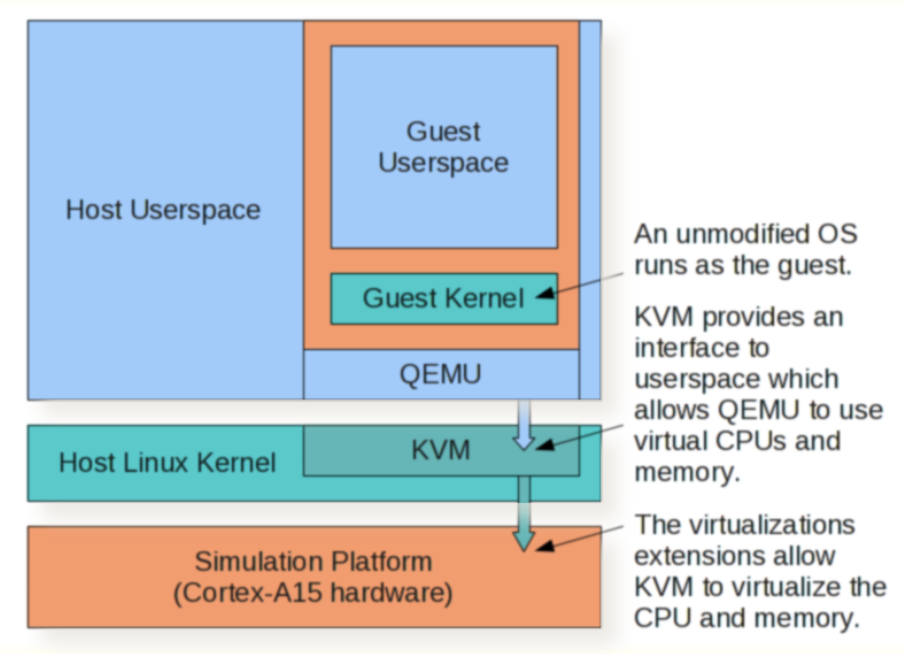 Guest
Userspace
Host Userspace
Guest Kernel
QEMU
Host Linux Kernel
KVM
Simulation Platform
(Cortex-A15 hardware)
An unmodified OS
runs as the guest.
KVM provides an
interface to
userspace which
allows QEMU to use
virtual CPUs and
memory.
The virtualizations
extensions allow
KVM to virtualize the
CPU and memory.